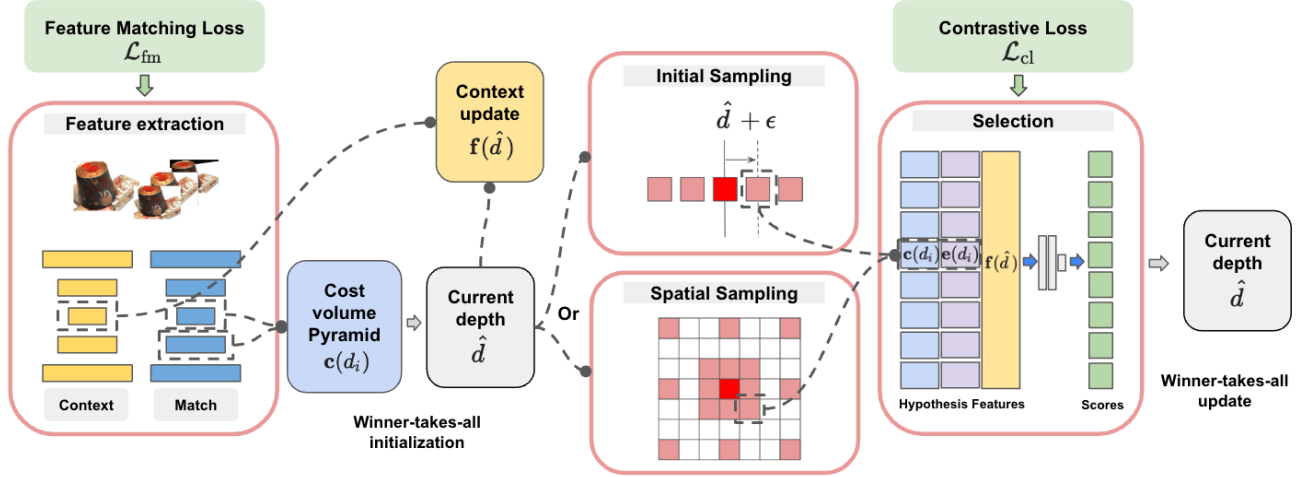 Feature Matching Loss
ℒfm
Feature extraction
Context
Match
Cost
volume
Pyramid
c(dᵢ)
Winner-takes-all
initialization
Context
update
f(d̂)
Current
depth
d̂
Or
Initial Sampling
d̂ + ϵ
Spatial Sampling
Contrastive Loss
ℒcl
Selection
c(dᵢ) e(dᵢ) f(d̂)
Hypothesis Features
Scores
Current
depth
d̂
Winner-takes-all
update